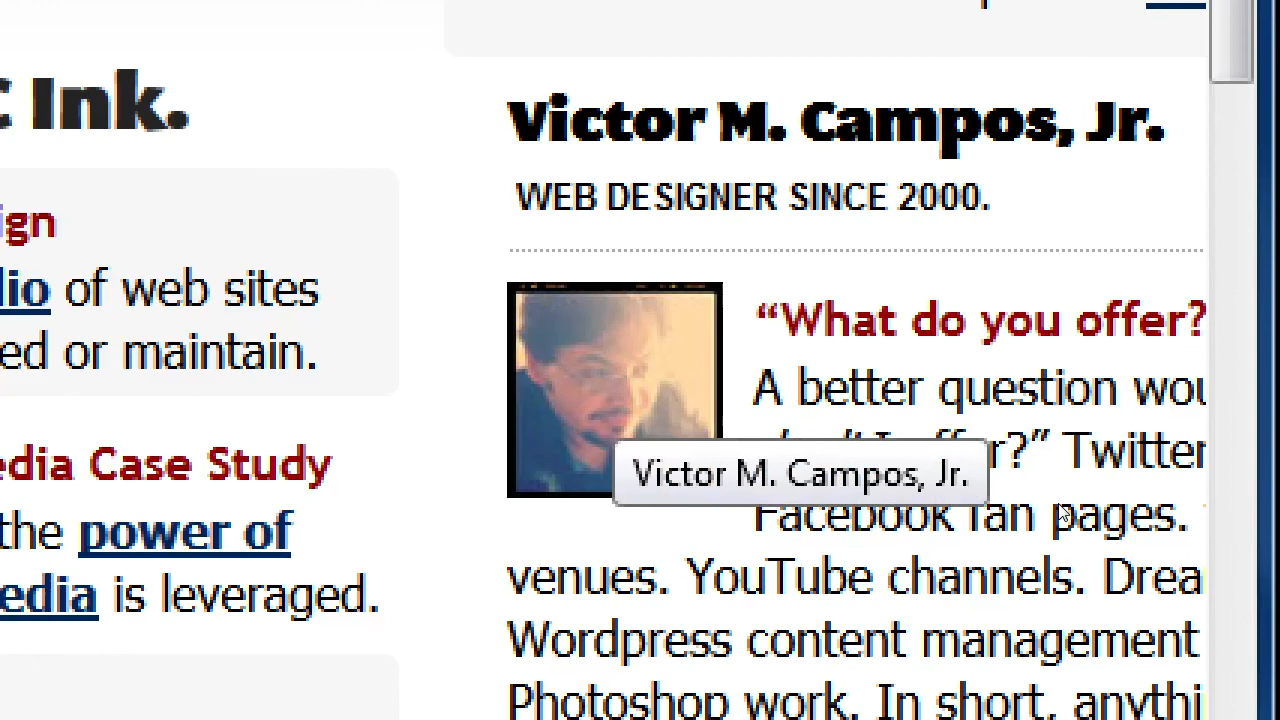 Ink.
ign
lio of web sites
ed or maintain.
edia Case Study
the power of
edia is leveraged.
Victor M. Campos, Jr.
WEB DESIGNER SINCE 2000.
“What do you offer?
A better question wou
I offer?” Twitter
Victor M. Campos, Jr.
Facebook fan pages.
venues. YouTube channels. Drea
Wordpress content management
Photoshop work. In short, anythi